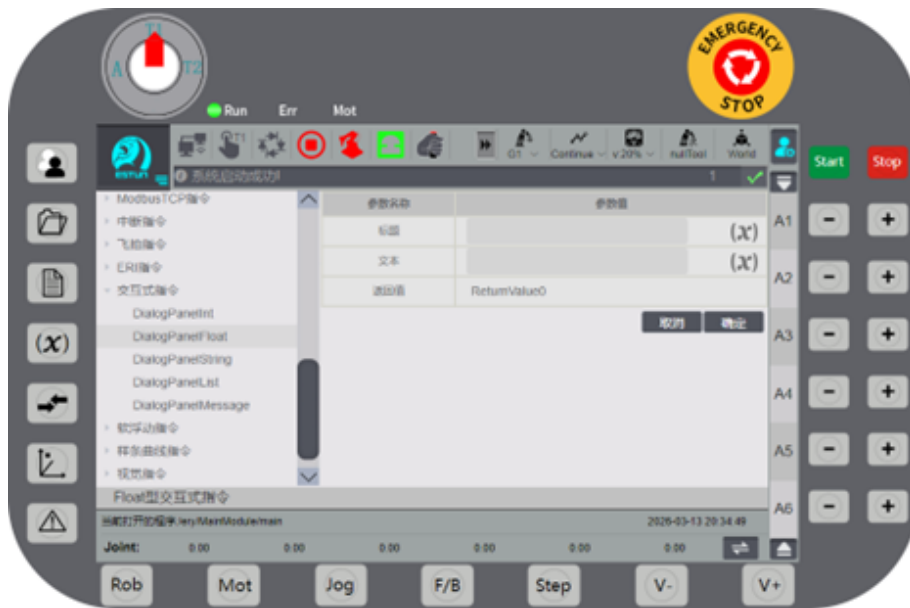 T1
A
T2
EMERGENCY
STOP
Run Err Mot
T1
G1 Continue v:20% nullTool World
ESTUN
系统启动成功! 1
Start Stop
ModbusTCP指令
中断指令
飞拍指令
ERI指令
交互式指令
DialogPanelInt
DialogPanelFloat
DialogPanelString
DialogPanelList
DialogPanelMessage
软浮动指令
样条曲线指令
视觉指令
参数名称 参数值
标题 (x)
文本 (x)
返回值 ReturnValue0
取消 确定
(x)
A1 - +
A2 - +
A3 - +
A4 - +
A5 - +
A6 - +
Float型交互式指令
当前打开的程序:/ery/MainModule/main 2026-03-13 20:34:49
Joint: 0.00 0.00 0.00 0.00 0.00 0.00
Rob Mot Jog F/B Step V- V+